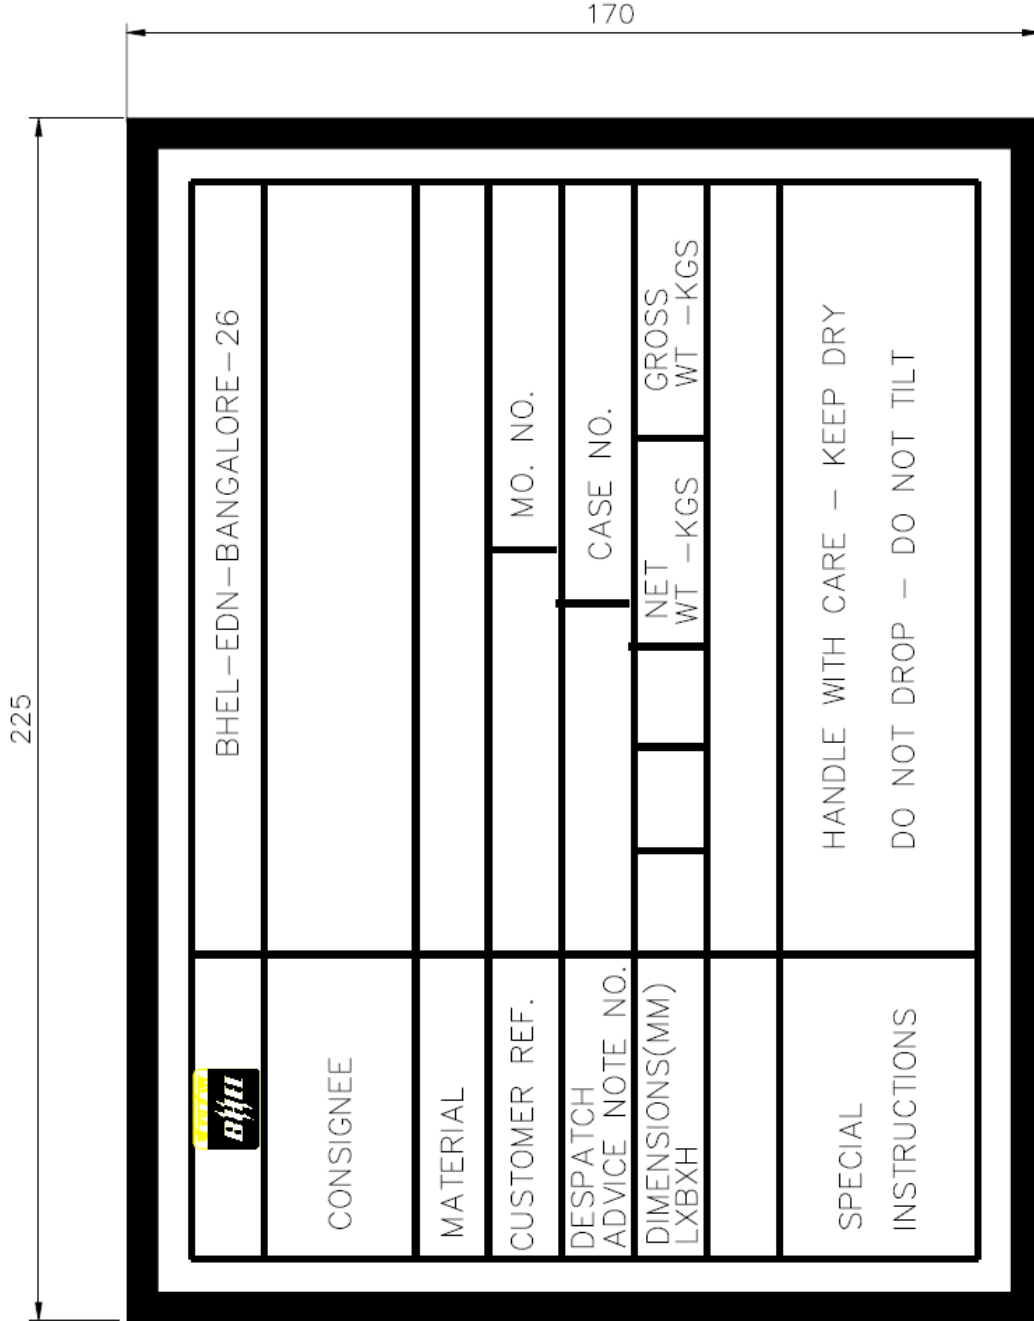 170
225
BHEL-EDN-BANGALORE-26
CONSIGNEE
MATERIAL
CUSTOMER REF.
MO. NO.
DESPATCH
ADVICE NOTE NO.
CASE NO.
DIMENSIONS(MM)
LXBXH
NET
WT -KGS
GROSS
WT -KGS
SPECIAL
INSTRUCTIONS
HANDLE WITH CARE - KEEP DRY
DO NOT DROP - DO NOT TILT